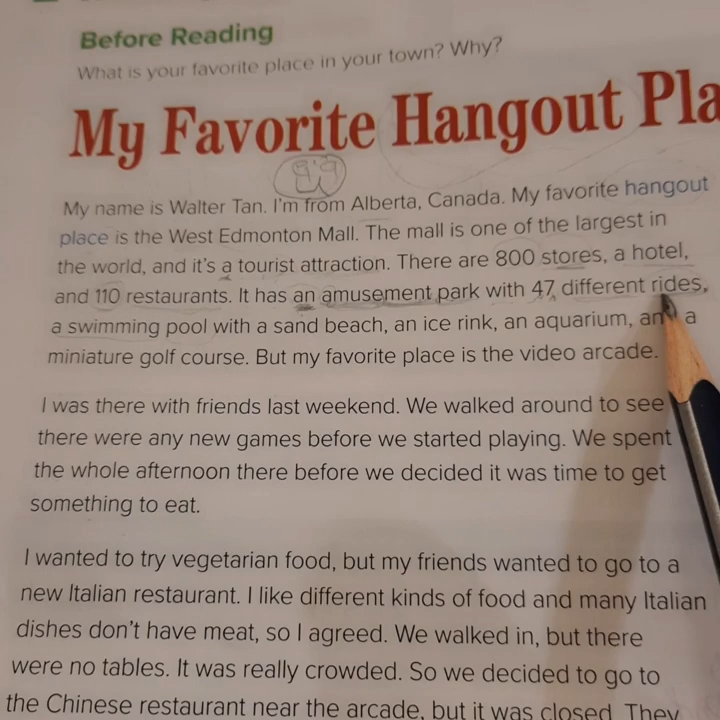 Before Reading
What is your favorite place in your town? Why?
My Favorite Hangout Pla
My name is Walter Tan. I'm from Alberta, Canada. My favorite hangout
place is the West Edmonton Mall. The mall is one of the largest in
the world, and it's a tourist attraction. There are 800 stores, a hotel,
and 110 restaurants. It has an amusement park with 47 different rides,
a swimming pool with a sand beach, an ice rink, an aquarium, and a
miniature golf course. But my favorite place is the video arcade.
I was there with friends last weekend. We walked around to see
there were any new games before we started playing. We spent
the whole afternoon there before we decided it was time to get
something to eat.
I wanted to try vegetarian food, but my friends wanted to go to a
new Italian restaurant. I like different kinds of food and many Italian
dishes don't have meat, so I agreed. We walked in, but there
were no tables. It was really crowded. So we decided to go to
the Chinese restaurant near the arcade, but it was closed. They